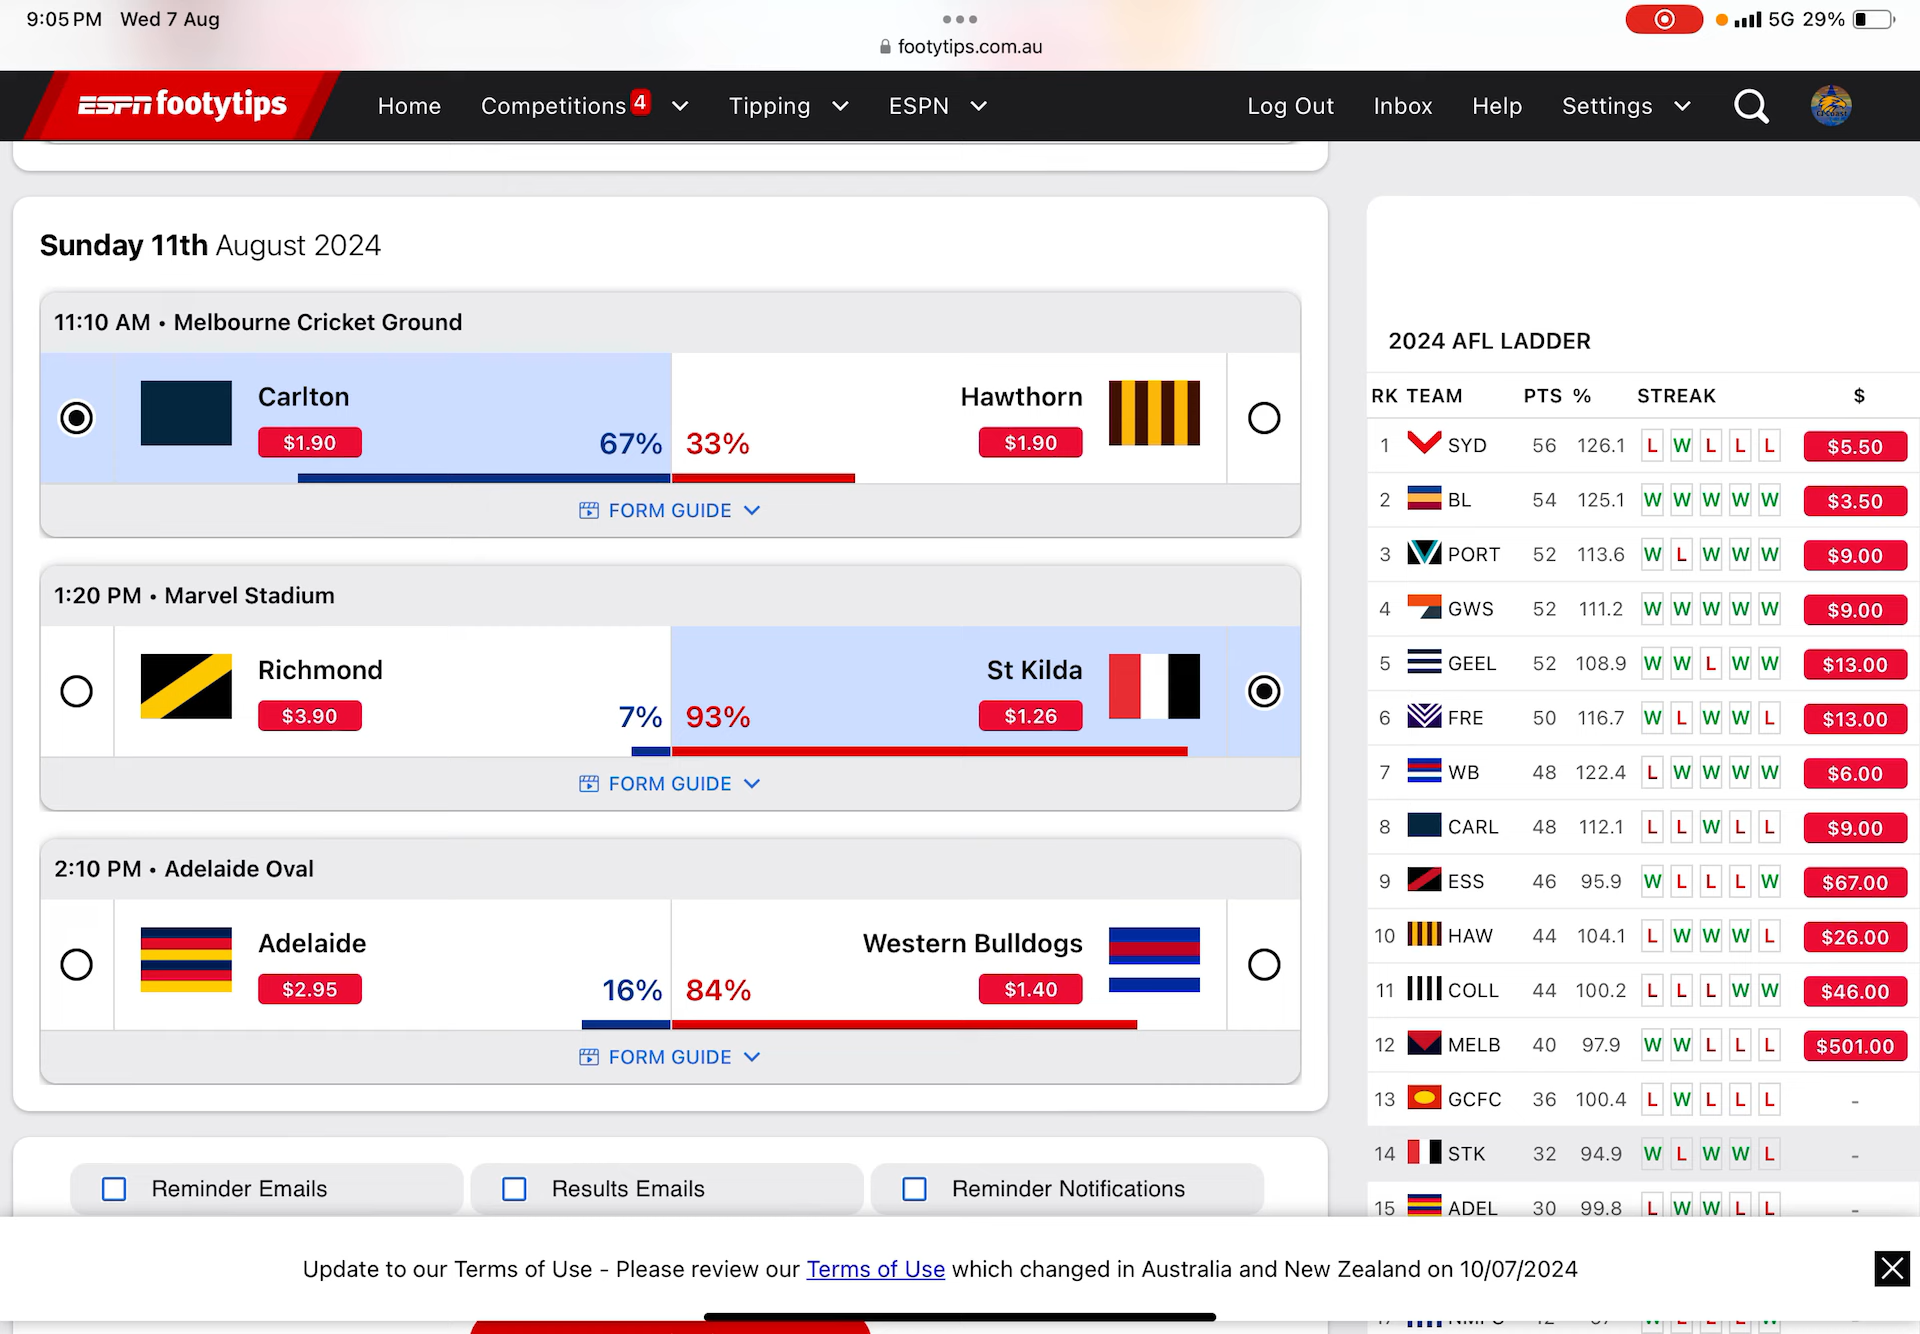 9:05 PM Wed 7 Aug
5G 29%
footytips.com.au
ESPN footytips
Home
Competitions 4
Tipping
ESPN
Log Out
Inbox
Help
Settings
Sunday 11th August 2024
11:10 AM • Melbourne Cricket Ground
Carlton
$1.90
67%
33%
Hawthorn
$1.90
FORM GUIDE
1:20 PM • Marvel Stadium
Richmond
$3.90
7%
93%
St Kilda
$1.26
FORM GUIDE
2:10 PM • Adelaide Oval
Adelaide
$2.95
16%
84%
Western Bulldogs
$1.40
FORM GUIDE
Reminder Emails
Results Emails
Reminder Notifications
2024 AFL LADDER
RK TEAM PTS % STREAK $
1 SYD 56 126.1 L W L L L $5.50
2 BL 54 125.1 W W W W W $3.50
3 PORT 52 113.6 W L W W W $9.00
4 GWS 52 111.2 W W W W W $9.00
5 GEEL 52 108.9 W W L W W $13.00
6 FRE 50 116.7 W L W W L $13.00
7 WB 48 122.4 L W W W W $6.00
8 CARL 48 112.1 L L W L L $9.00
9 ESS 46 95.9 W L L L W $67.00
10 HAW 44 104.1 L W W W L $26.00
11 COLL 44 100.2 L L L W W $46.00
12 MELB 40 97.9 W W L L L $501.00
13 GCFC 36 100.4 L W L L L -
14 STK 32 94.9 W L W W L -
15 ADEL 30 99.8 L W W L L -
Update to our Terms of Use - Please review our Terms of Use which changed in Australia and New Zealand on 10/07/2024